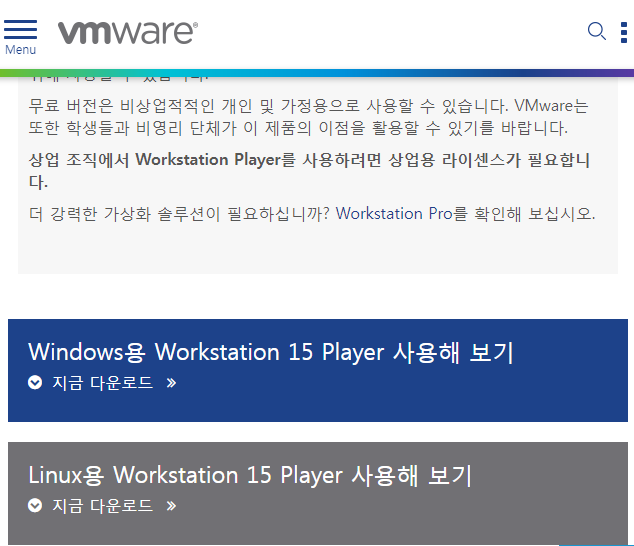 vmware®
Menu
무료 버전은 비상업적적인 개인 및 가정용으로 사용할 수 있습니다. VMware는
또한 학생들과 비영리 단체가 이 제품의 이점을 활용할 수 있기를 바랍니다.
상업 조직에서 Workstation Player를 사용하려면 상업용 라이센스가 필요합니
다.
더 강력한 가상화 솔루션이 필요하십니까? Workstation Pro를 확인해 보십시오.
Windows용 Workstation 15 Player 사용해 보기
지금 다운로드 »
Linux용 Workstation 15 Player 사용해 보기
지금 다운로드 »